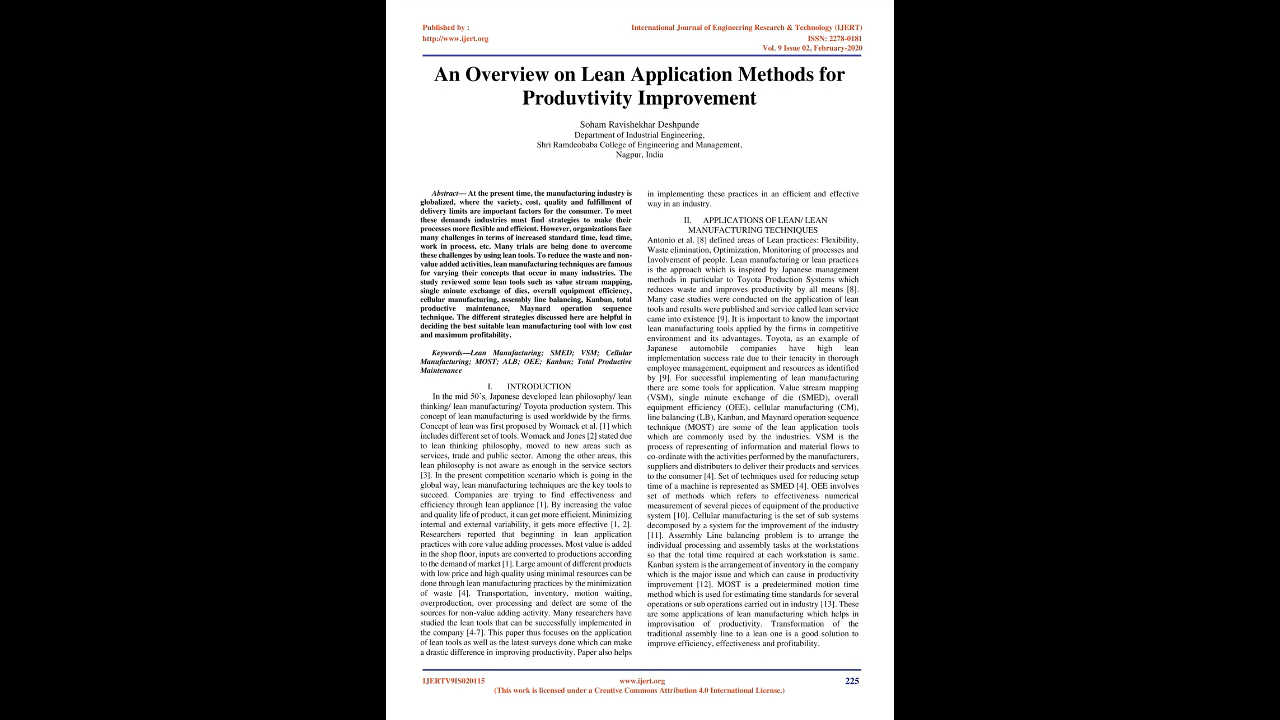 Published by :
http://www.ijert.org
International Journal of Engineering Research & Technology (IJERT)
ISSN: 2278-0181
Vol. 9 Issue 02, February-2020
An Overview on Lean Application Methods for
Produvtivity Improvement
Soham Ravishekhar Deshpande
Department of Industrial Engineering,
Shri Ramdeobaba College of Engineering and Management,
Nagpur, India
Abstract— At the present time, the manufacturing industry is
globalized, where the variety, cost, quality and fulfillment of
delivery limits are important factors for the consumer. To meet
these demands industries must find strategies to make their
processes more flexible and efficient. However, organizations face
many challenges in terms of increased standard time, lead time,
work in process, etc. Many trials are being done to overcome
these challenges by using lean tools. To reduce the waste and non-
value added activities, lean manufacturing techniques are famous
for varying their concepts that occur in many industries. The
study reviewed some lean tools such as value stream mapping,
single minute exchange of dies, overall equipment efficiency,
cellular manufacturing, assembly line balancing, Kanban, total
productive maintenance, Maynard operation sequence
technique. The different strategies discussed here are helpful in
deciding the best suitable lean manufacturing tool with low cost
and maximum profitability.
Keywords—Lean Manufacturing; SMED; VSM; Cellular
Manufacturing; MOST; ALB; OEE; Kanban; Total Productive
Maintenance
I. INTRODUCTION
In the mid 50's, Japanese developed lean philosophy/ lean
thinking/ lean manufacturing/ Toyota production system. This
concept of lean manufacturing is used worldwide by the firms.
Concept of lean was first proposed by Womack et al. [1] which
includes different set of tools. Womack and Jones [2] stated due
to lean thinking philosophy, moved to new areas such as
services, trade and public sector. Among the other areas, this
lean philosophy is not aware as enough in the service sectors
[3]. In the present competition scenario which is going in the
global way, lean manufacturing techniques are the key tools to
succeed. Companies are trying to find effectiveness and
efficiency through lean appliance [1]. By increasing the value
and quality life of product, it can get more efficient. Minimizing
internal and external variability, it gets more effective [1, 2].
Researchers reported that beginning in lean application
practices with core value adding processes. Most value is added
in the shop floor, inputs are converted to productions according
to the demand of market [1]. Large amount of different products
with low price and high quality using minimal resources can be
done through lean manufacturing practices by the minimization
of waste [4]. Transportation, inventory, motion waiting,
overproduction, over processing and defect are some of the
sources for non-value adding activity. Many researchers have
studied the lean tools that can be successfully implemented in
the company [4-7]. This paper thus focuses on the application
of lean tools as well as the latest surveys done which can make
a drastic difference in improving productivity. Paper also helps
in implementing these practices in an efficient and effective
way in an industry.
II. APPLICATIONS OF LEAN/ LEAN
MANUFACTURING TECHNIQUES
Antonio et al. [8] defined areas of Lean practices: Flexibility,
Waste elimination, Optimization, Monitoring of processes and
Involvement of people. Lean manufacturing or lean practices
is the approach which is inspired by Japanese management
methods in particular to Toyota Production Systems which
reduces waste and improves productivity by all means [8].
Many case studies were conducted on the application of lean
tools and results were published and service called lean service
came into existence [9]. It is important to know the important
lean manufacturing tools applied by the firms in competitive
environment and its advantages. Toyota, as an example of
Japanese automobile companies have high lean
implementation success rate due to their tenacity in thorough
employee management, equipment and resources as identified
by [9]. For successful implementing of lean manufacturing
there are some tools for application. Value stream mapping
(VSM), single minute exchange of die (SMED), overall
equipment efficiency (OEE), cellular manufacturing (CM),
line balancing (LB), Kanban, and Maynard operation sequence
technique (MOST) are some of the lean application tools
which are commonly used by the industries. VSM is the
process of representing of information and material flows to
co-ordinate with the activities performed by the manufacturers,
suppliers and distributers to deliver their products and services
to the consumer [4]. Set of techniques used for reducing setup
time of a machine is represented as SMED [4]. OEE involves
set of methods which refers to effectiveness numerical
measurement of several pieces of equipment of the productive
system [10]. Cellular manufacturing is the set of sub systems
decomposed by a system for the improvement of the industry
[11]. Assembly Line balancing problem is to arrange the
individual processing and assembly tasks at the workstations
so that the total time required at each workstation is same.
Kanban system is the arrangement of inventory in the company
which is the major issue and which can cause in productivity
improvement [12]. MOST is a predetermined motion time
method which is used for estimating time standards for several
operations or sub operations carried out in industry [13]. These
are some applications of lean manufacturing which helps in
improvisation of productivity. Transformation of the
traditional assembly line to a lean one is a good solution to
improve efficiency, effectiveness and profitability.
IJERTV9IS020115
www.ijert.org
225
(This work is licensed under a Creative Commons Attribution 4.0 International License.)